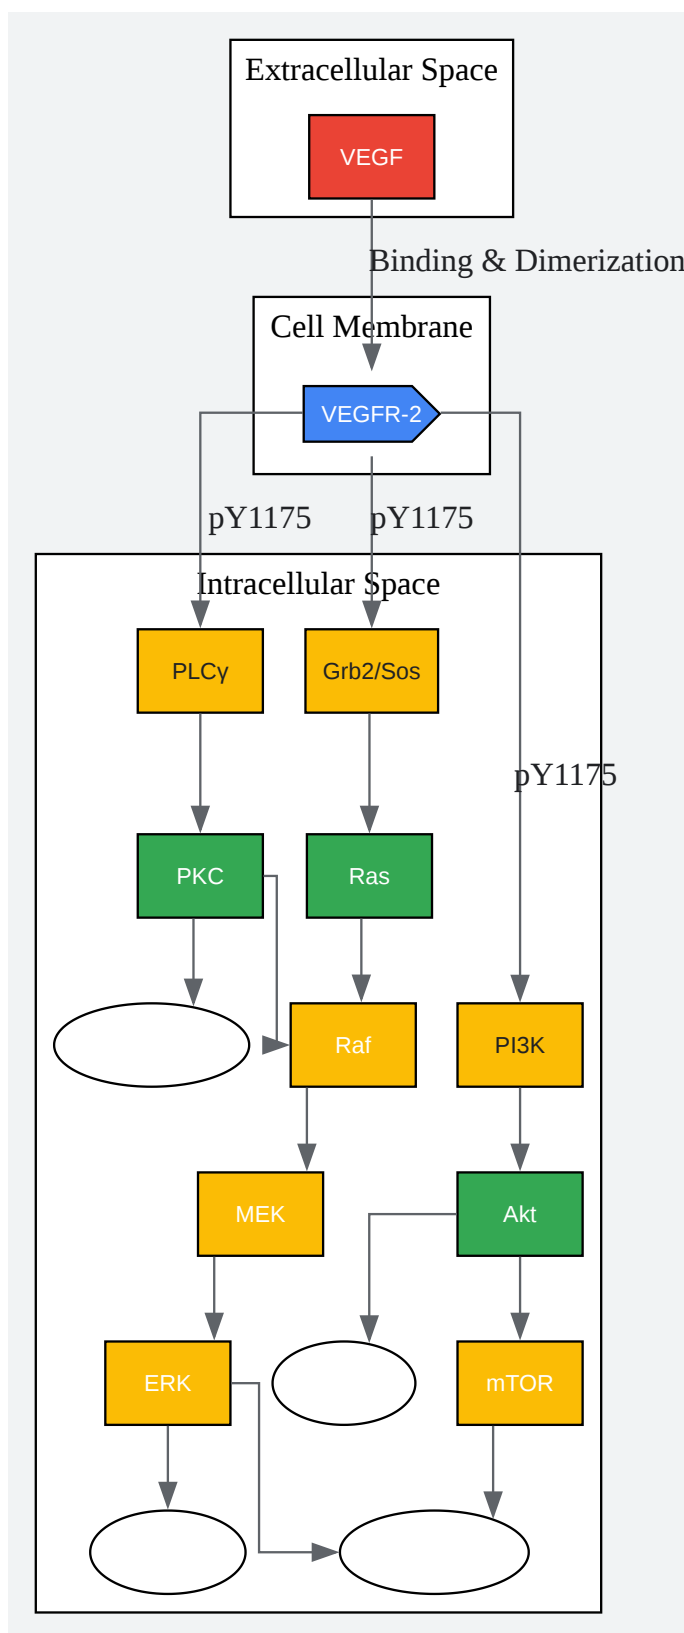 Extracellular Space
VEGF
Binding & Dimerization
Cell Membrane
VEGFR-2
pY1175
pY1175
Intracellular Space
PLCγ
Grb2/Sos
pY1175
PKC
Ras
Raf
PI3K
MEK
Akt
ERK
mTOR